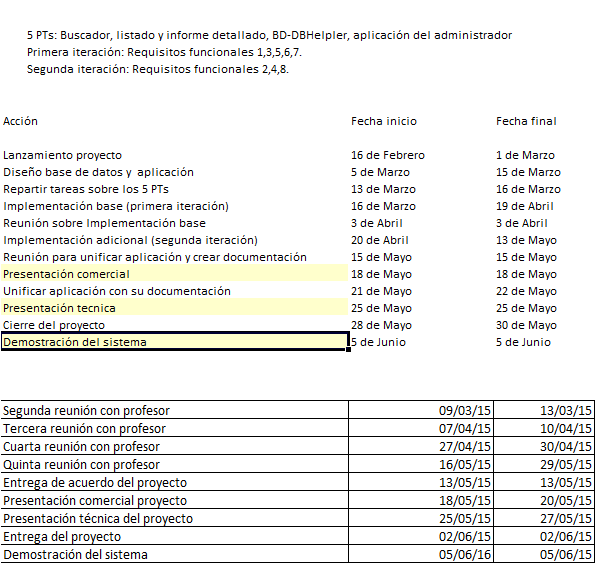 5 PTs: Buscador, listado y informe detallado, BD-DBHelpler, aplicación del administrador
Primera iteración: Requisitos funcionales 1,3,5,6,7.
Segunda iteración: Requisitos funcionales 2,4,8.
Acción Fecha inicio Fecha final
Lanzamiento proyecto 16 de Febrero 1 de Marzo
Diseño base de datos y aplicación 5 de Marzo 15 de Marzo
Repartir tareas sobre los 5 PTs 13 de Marzo 16 de Marzo
Implementación base (primera iteración) 16 de Marzo 19 de Abril
Reunión sobre Implementación base 3 de Abril 3 de Abril
Implementación adicional (segunda iteración) 20 de Abril 13 de Mayo
Reunión para unificar aplicación y crear documentación 15 de Mayo 15 de Mayo
Presentación comercial 18 de Mayo 18 de Mayo
Unificar aplicación con su documentación 21 de Mayo 22 de Mayo
Presentación tecnica 25 de Mayo 25 de Mayo
Cierre del proyecto 28 de Mayo 30 de Mayo
Demostración del sistema 5 de Junio 5 de Junio
Segunda reunión con profesor 09/03/15 13/03/15
Tercera reunión con profesor 07/04/15 10/04/15
Cuarta reunión con profesor 27/04/15 30/04/15
Quinta reunión con profesor 16/05/15 29/05/15
Entrega de acuerdo del proyecto 13/05/15 13/05/15
Presentación comercial proyecto 18/05/15 20/05/15
Presentación técnica del proyecto 25/05/15 27/05/15
Entrega del proyecto 02/06/15 02/06/15
Demostración del sistema 05/06/16 05/06/15